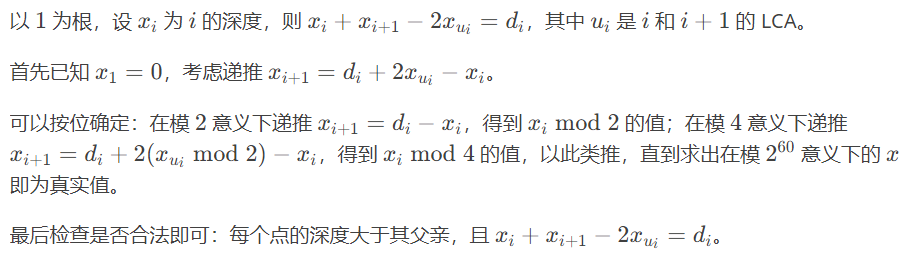 以 1 为根，设 $x_i$ 为 $i$ 的深度，则 $x_i + x_{i+1} - 2x_{u_i} = d_i$，其中 $u_i$ 是 $i$ 和 $i+1$ 的 LCA。
首先已知 $x_1 = 0$，考虑递推 $x_{i+1} = d_i + 2x_{u_i} - x_i$。
可以按位确定：在模 2 意义下递推 $x_{i+1} = d_i - x_i$，得到 $x_i \bmod 2$ 的值；在模 4 意义下递推
$x_{i+1} = d_i + 2(x_{u_i} \bmod 2) - x_i$，得到 $x_i \bmod 4$ 的值，以此类推，直到求出在模 $2^{60}$ 意义下的 $x$
即为真实值。
最后检查是否合法即可：每个点的深度大于其父亲，且 $x_i + x_{i+1} - 2x_{u_i} = d_i$。